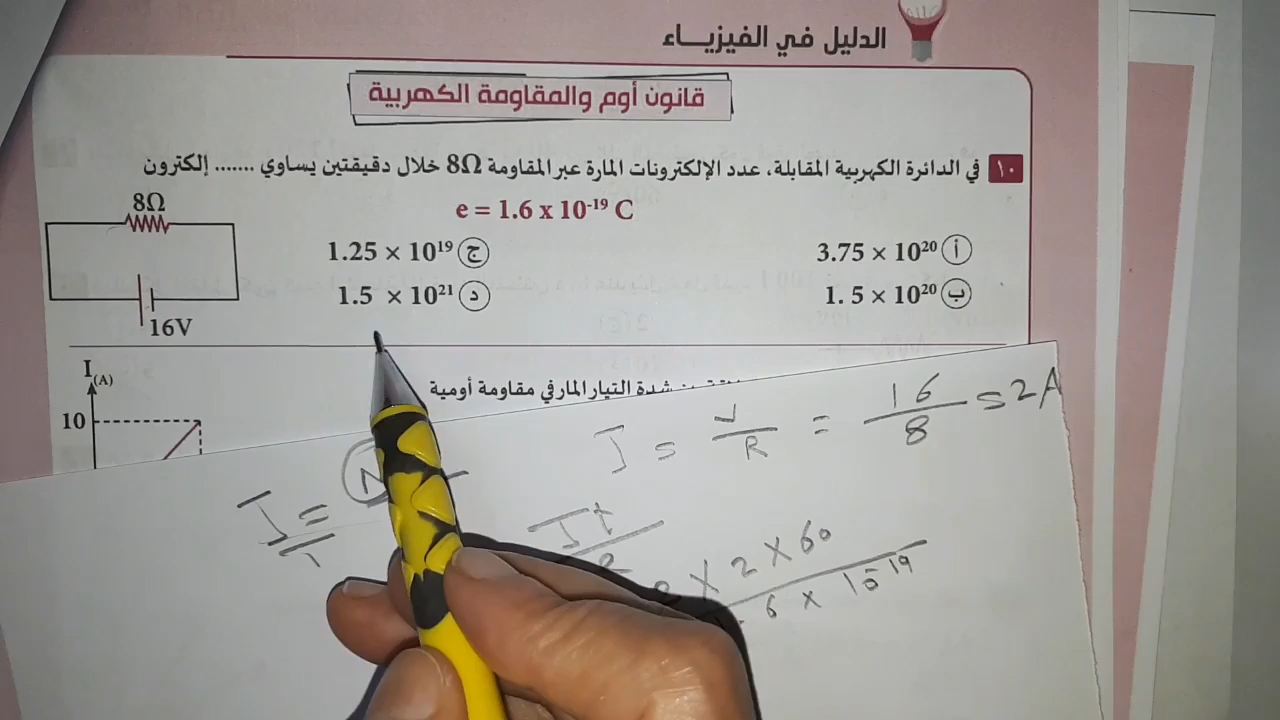 الدليل في الفيزياء
قانون أوم والمقاومة الكهربية
١٠ في الدائرة الكهربية المقابلة، عدد الإلكترونات المارة عبر المقاومة 8Ω خلال دقيقتين يساوي ....... إلكترون
e = 1.6 x 10⁻¹⁹ C
أ 3.75 × 10²⁰
ج 1.25 × 10¹⁹
ب 1. 5 × 10²⁰
د 1.5 × 10²¹
8Ω
16V
شدة التيار المار في مقاومة أومية
I(A)
10
I = V/R = 16/8 = 2A
I =
It
× 2 × 60
6 × 10⁻¹⁹